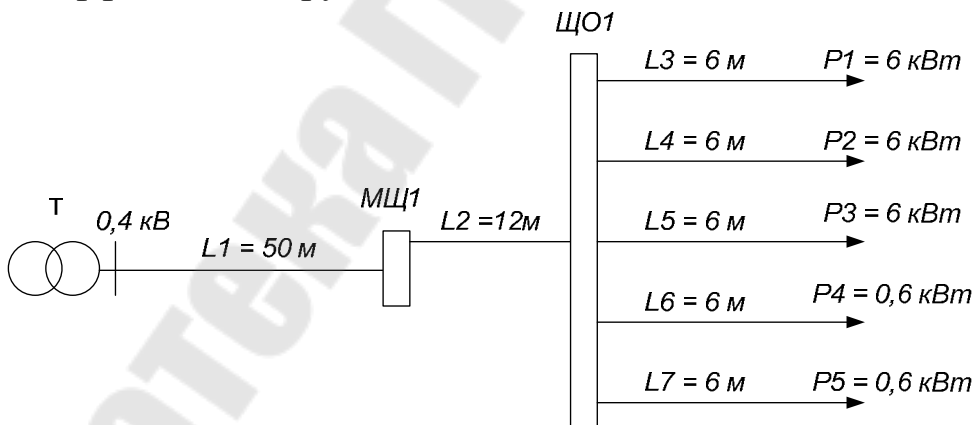 ЩО1
L3 = 6 м P1 = 6 кВт
L4 = 6 м P2 = 6 кВт
МЩ1
Т
0,4 кВ
L1 = 50 м
L2 =12м
L5 = 6 м P3 = 6 кВт
L6 = 6 м P4 = 0,6 кВт
L7 = 6 м P5 = 0,6 кВт